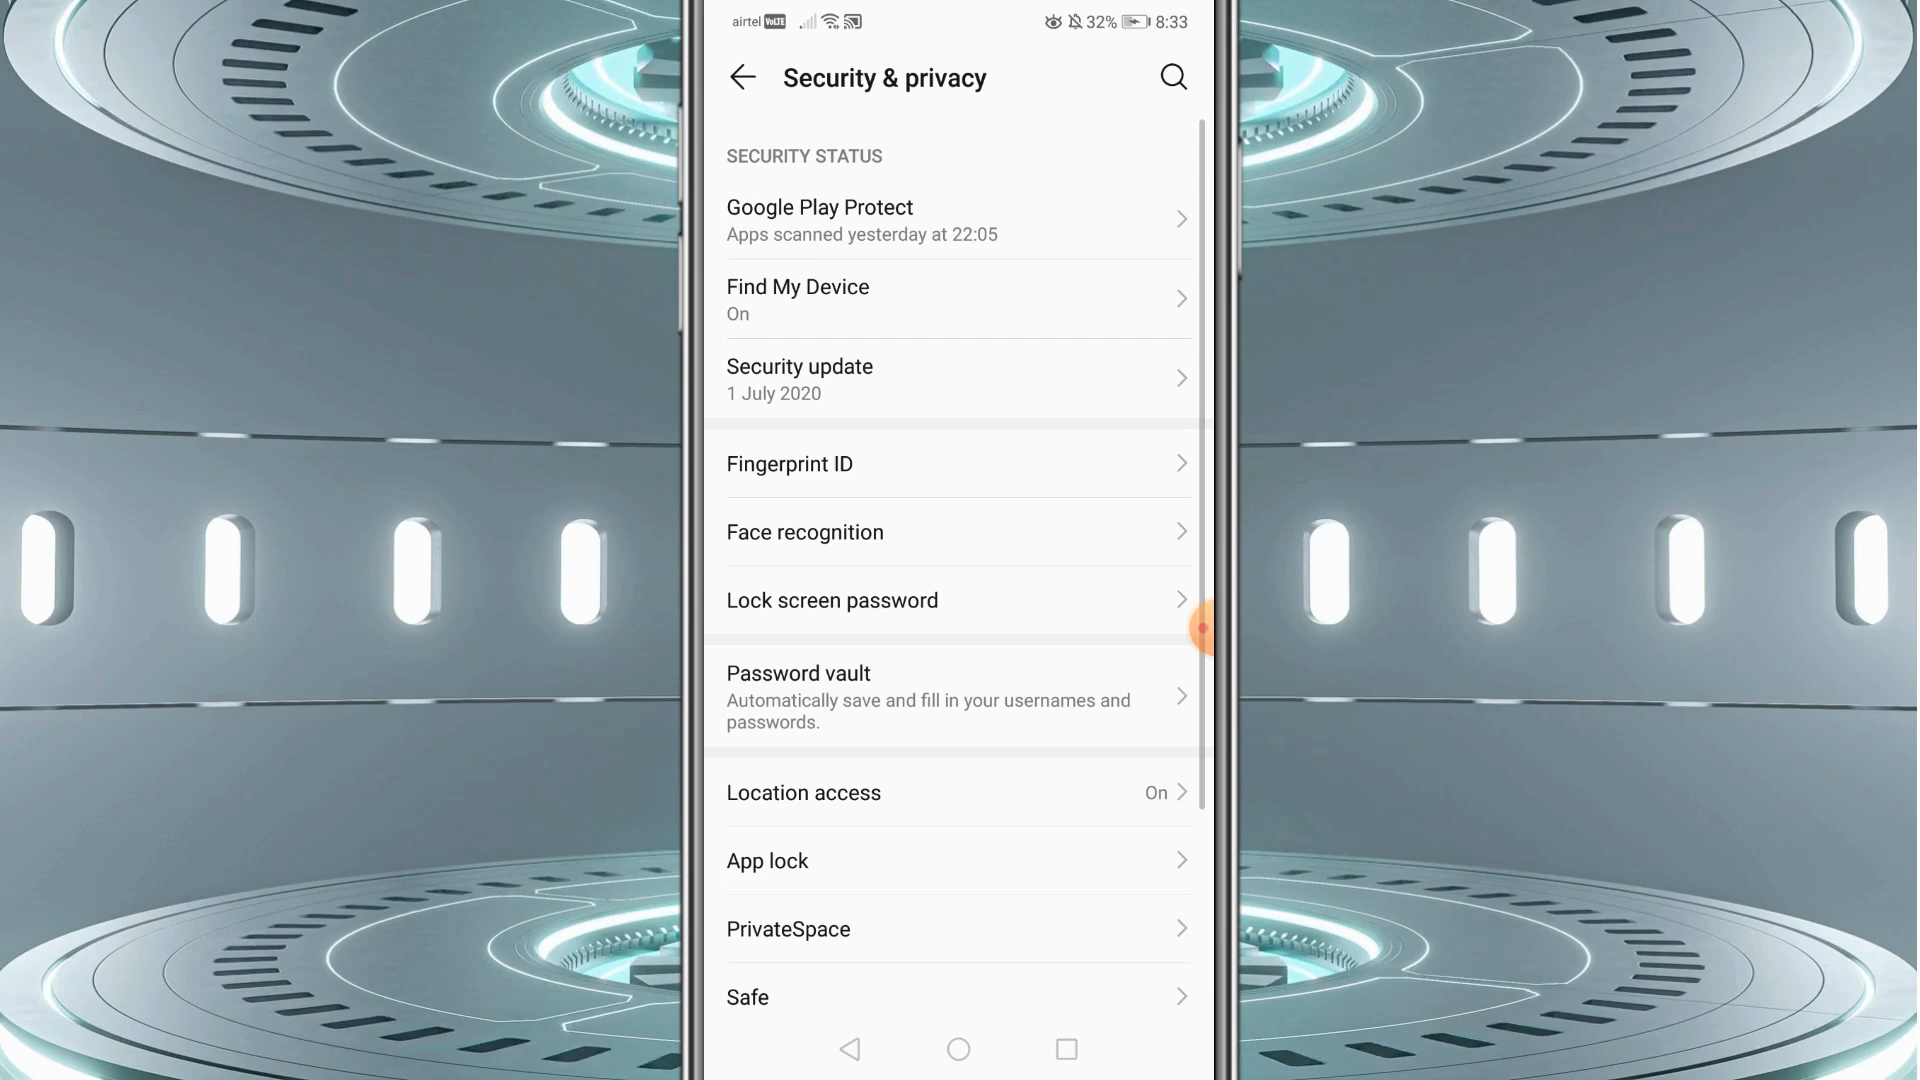 airtel VoLTE 32% 8:33
Security & privacy
SECURITY STATUS
Google Play Protect
Apps scanned yesterday at 22:05
Find My Device
On
Security update
1 July 2020
Fingerprint ID
Face recognition
Lock screen password
Password vault
Automatically save and fill in your usernames and
passwords.
Location access On
App lock
PrivateSpace
Safe